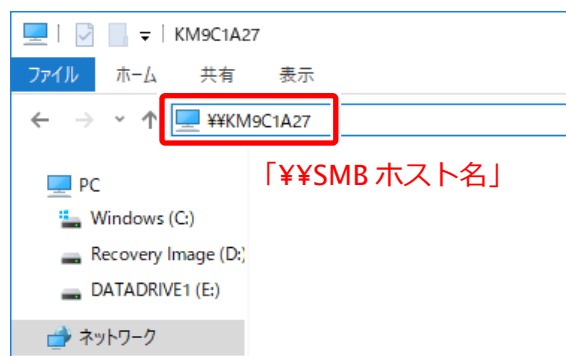 KM9C1A27
ファイル ホーム 共有 表示
¥¥KM9C1A27
「¥¥SMB ホスト名」
PC
Windows (C:)
Recovery Image (D:)
DATADRIVE1 (E:)
ネットワーク